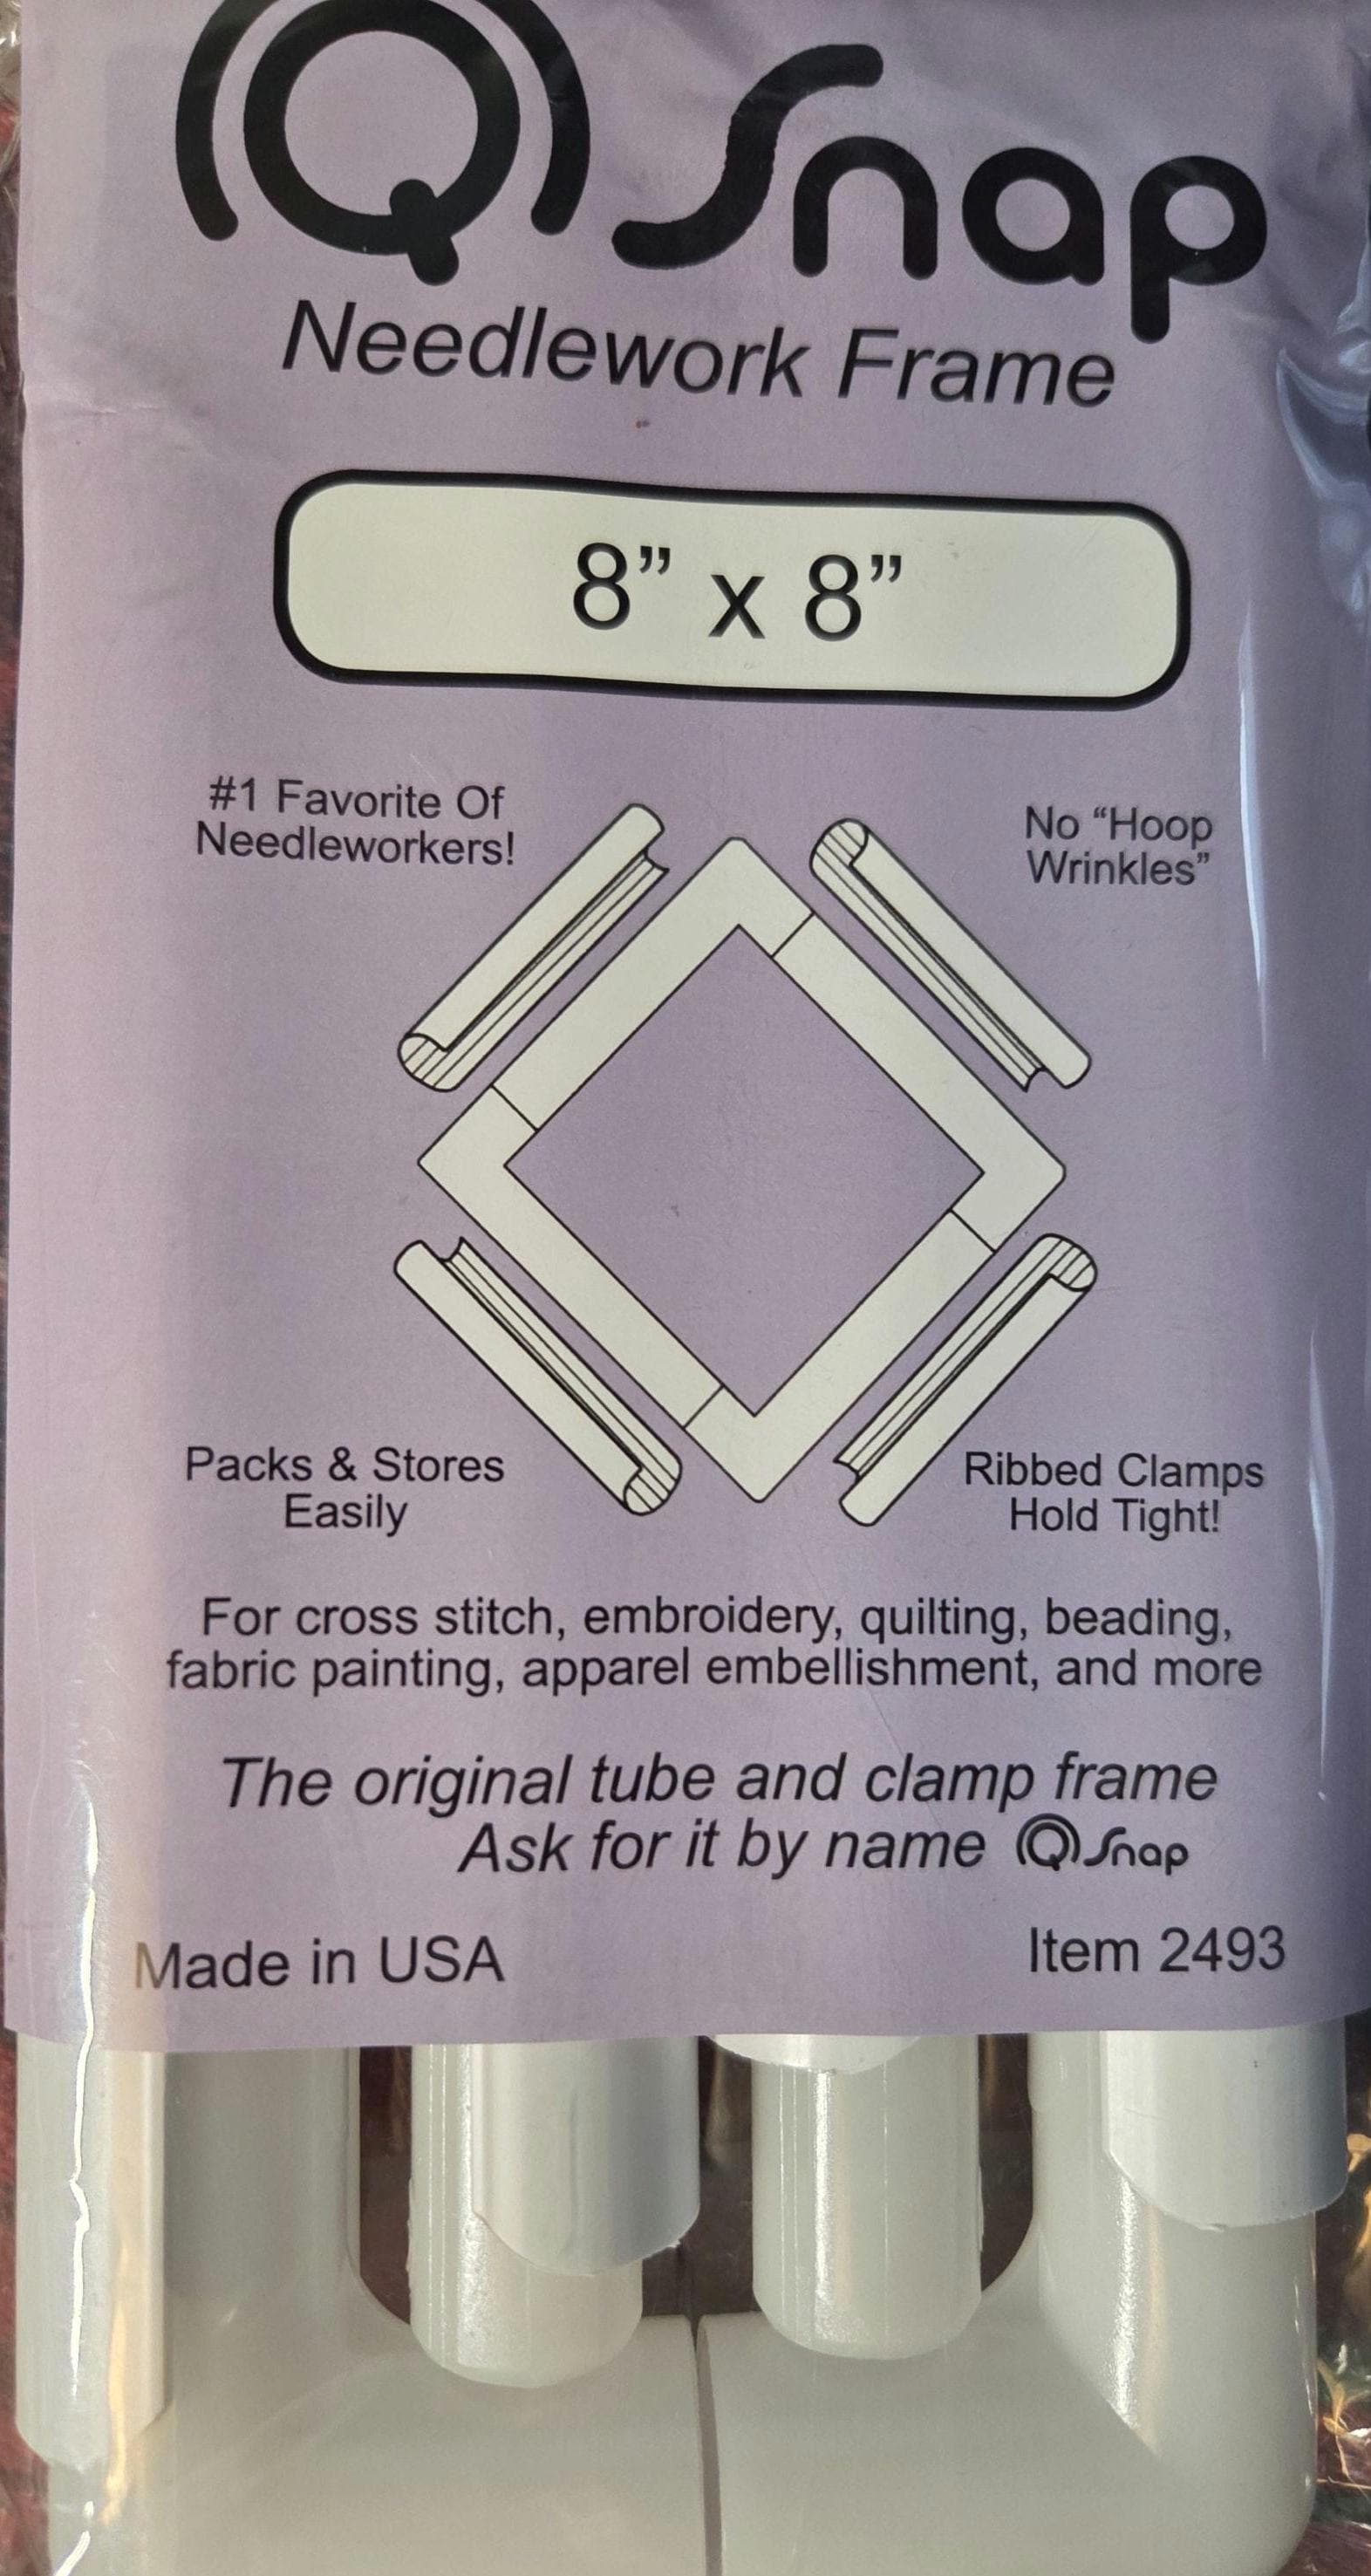 Q Snap
Needlework Frame
8” x 8”
#1 Favorite Of
Needleworkers!
No “Hoop
Wrinkles”
Packs & Stores
Easily
Ribbed Clamps
Hold Tight!
For cross stitch, embroidery, quilting, beading,
fabric painting, apparel embellishment, and more
The original tube and clamp frame
Ask for it by name Q Snap
Made in USA
Item 2493